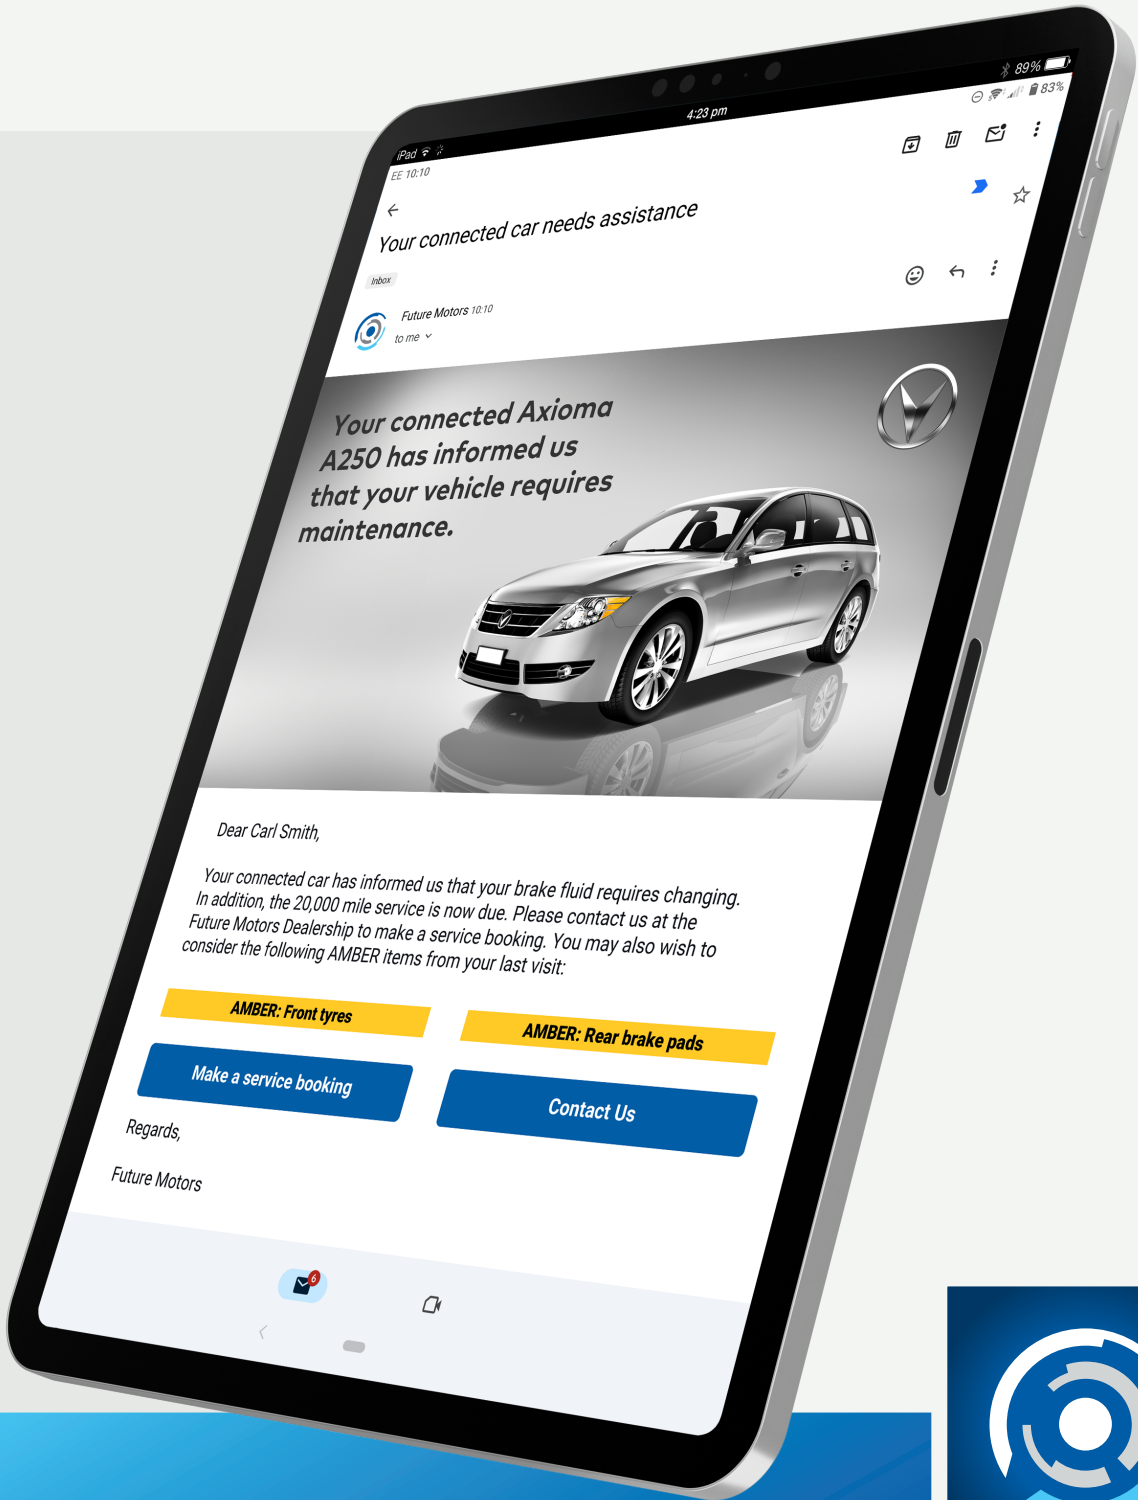 iPad
4:23 pm
89%
EE 10:10
83%
Your connected car needs assistance
Inbox
Future Motors 10:10
to me
Your connected Axioma
A250 has informed us
that your vehicle requires
maintenance.
Dear Carl Smith,
Your connected car has informed us that your brake fluid requires changing.
In addition, the 20,000 mile service is now due. Please contact us at the
Future Motors Dealership to make a service booking. You may also wish to
consider the following AMBER items from your last visit:
AMBER: Front tyres
AMBER: Rear brake pads
Make a service booking
Contact Us
Regards,
Future Motors
6